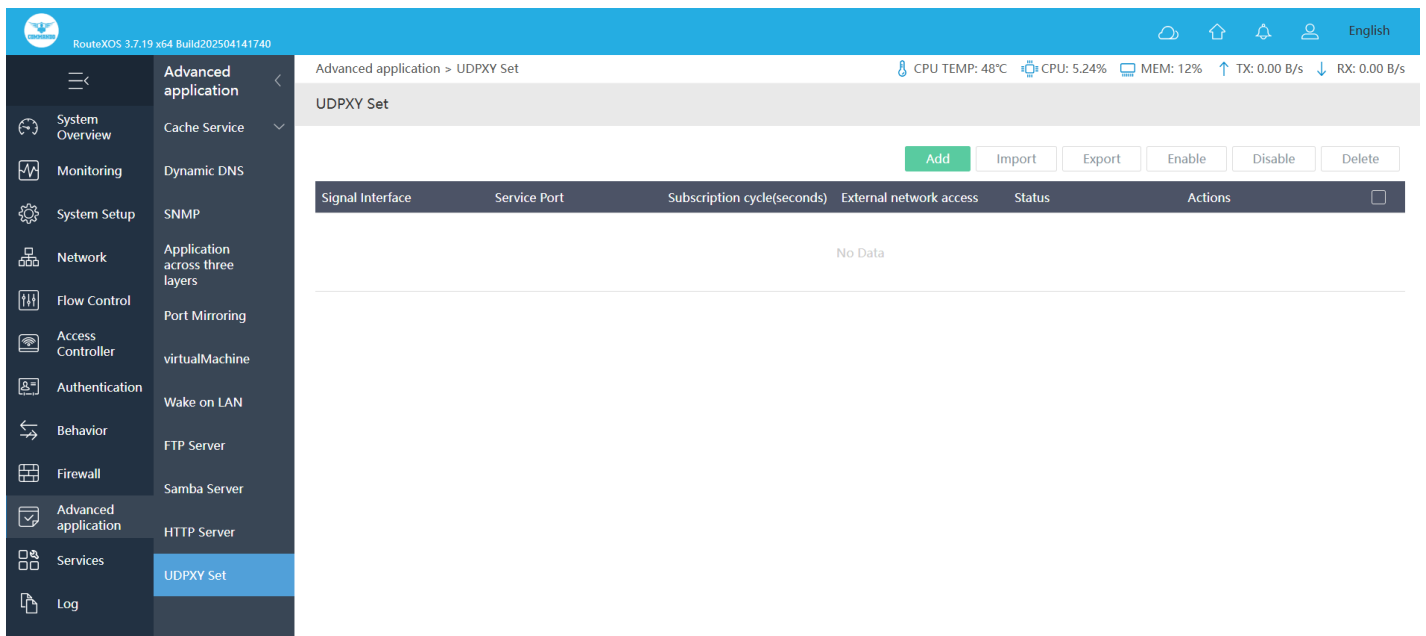 COMMANDO
RouteXOS 3.7.19 x64 Build202504141740
English
System
Overview
Monitoring
System Setup
Network
Flow Control
Access
Controller
Authentication
Behavior
Firewall
Advanced
application
Services
Log
Advanced
application
Cache Service
Dynamic DNS
SNMP
Application
across three
layers
Port Mirroring
virtualMachine
Wake on LAN
FTP Server
Samba Server
HTTP Server
UDPXY Set
Advanced application > UDPXY Set
CPU TEMP: 48℃ CPU: 5.24% MEM: 12% TX: 0.00 B/s RX: 0.00 B/s
UDPXY Set
Add Import Export Enable Disable Delete
Signal Interface Service Port Subscription cycle(seconds) External network access Status Actions
No Data